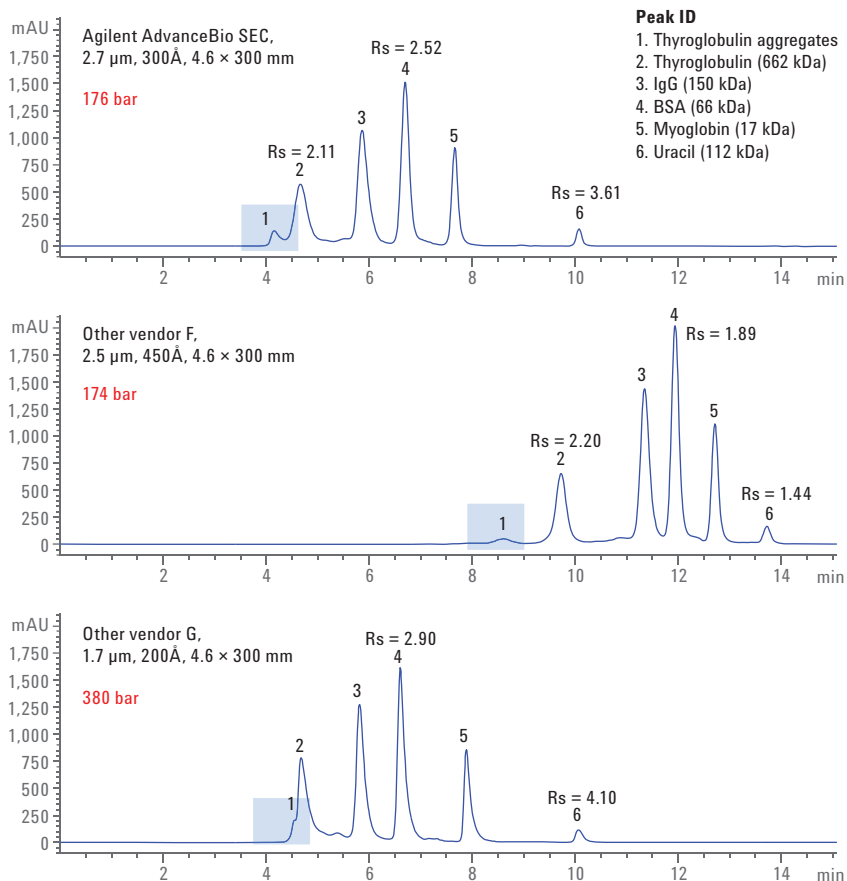 Peak ID
1. Thyroglobulin aggregates
2. Thyroglobulin (662 kDa)
3. IgG (150 kDa)
4. BSA (66 kDa)
5. Myoglobin (17 kDa)
6. Uracil (112 kDa)
mAU
1,750
1,500
1,250
1,000
750
500
250
0
Agilent AdvanceBio SEC,
2.7 µm, 300Å, 4.6 × 300 mm
176 bar
1
Rs = 2.11
2
3
Rs = 2.52
4
5
Rs = 3.61
6
2 4 6 8 10 12 14 min
mAU
1,750
1,500
1,250
1,000
750
500
250
0
Other vendor F,
2.5 µm, 450Å, 4.6 × 300 mm
174 bar
1
Rs = 2.20
2
3
4
Rs = 1.89
5
Rs = 1.44
6
2 4 6 8 10 12 14 min
mAU
1,750
1,500
1,250
1,000
750
500
250
0
Other vendor G,
1.7 µm, 200Å, 4.6 × 300 mm
380 bar
1
2
3
Rs = 2.90
4
5
Rs = 4.10
6
2 4 6 8 10 12 14 min